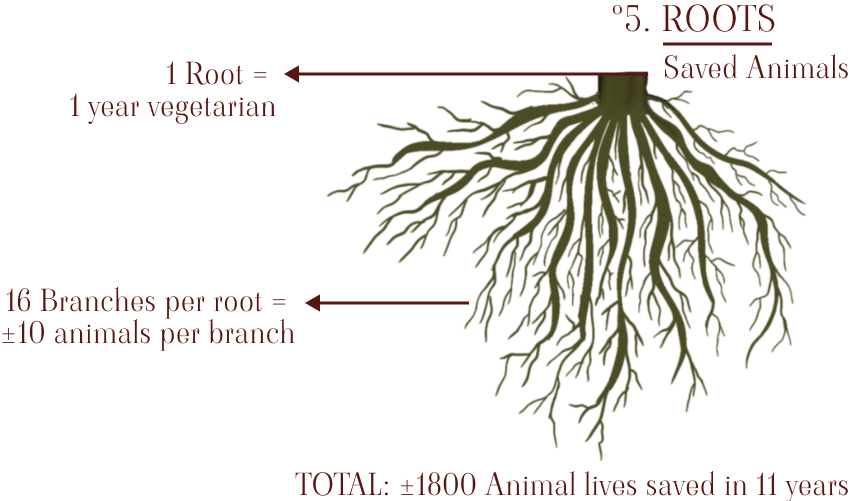 º5. ROOTS
Saved Animals
1 Root =
1 year vegetarian
16 Branches per root =
±10 animals per branch
TOTAL: ±1800 Animal lives saved in 11 years